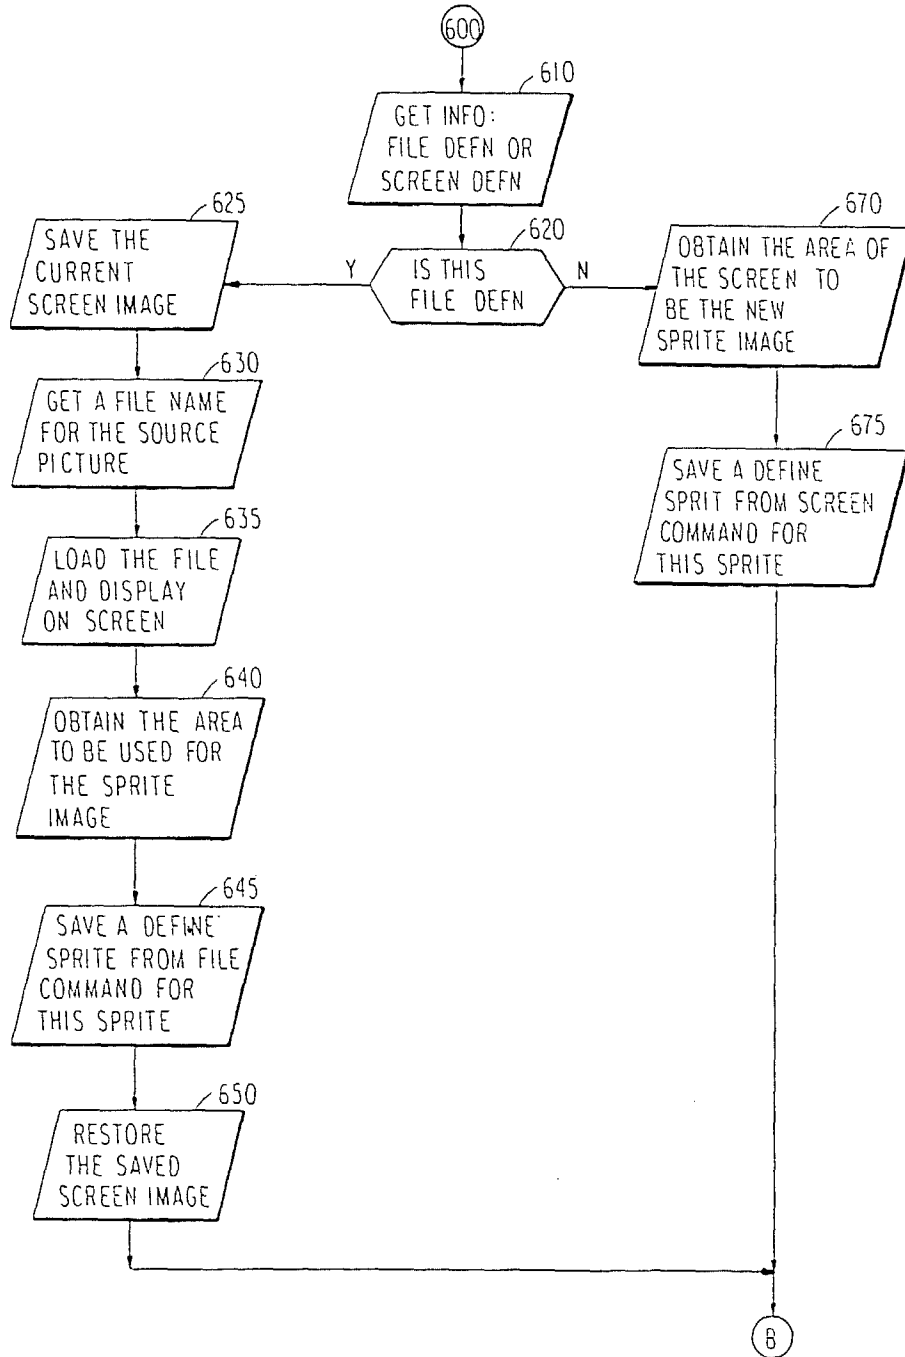 600
610
GET INFO:
FILE DEFN OR
SCREEN DEFN
620
IS THIS
FILE DEFN
Y
N
625
SAVE THE
CURRENT
SCREEN IMAGE
630
GET A FILE NAME
FOR THE SOURCE
PICTURE
635
LOAD THE FILE
AND DISPLAY
ON SCREEN
640
OBTAIN THE AREA
TO BE USED FOR
THE SPRITE
IMAGE
645
SAVE A DEFINE
SPRITE FROM FILE
COMMAND FOR
THIS SPRITE
650
RESTORE
THE SAVED
SCREEN IMAGE
670
OBTAIN THE AREA OF
THE SCREEN TO
BE THE NEW
SPRITE IMAGE
675
SAVE A DEFINE
SPRIT FROM SCREEN
COMMAND FOR
THIS SPRITE
B